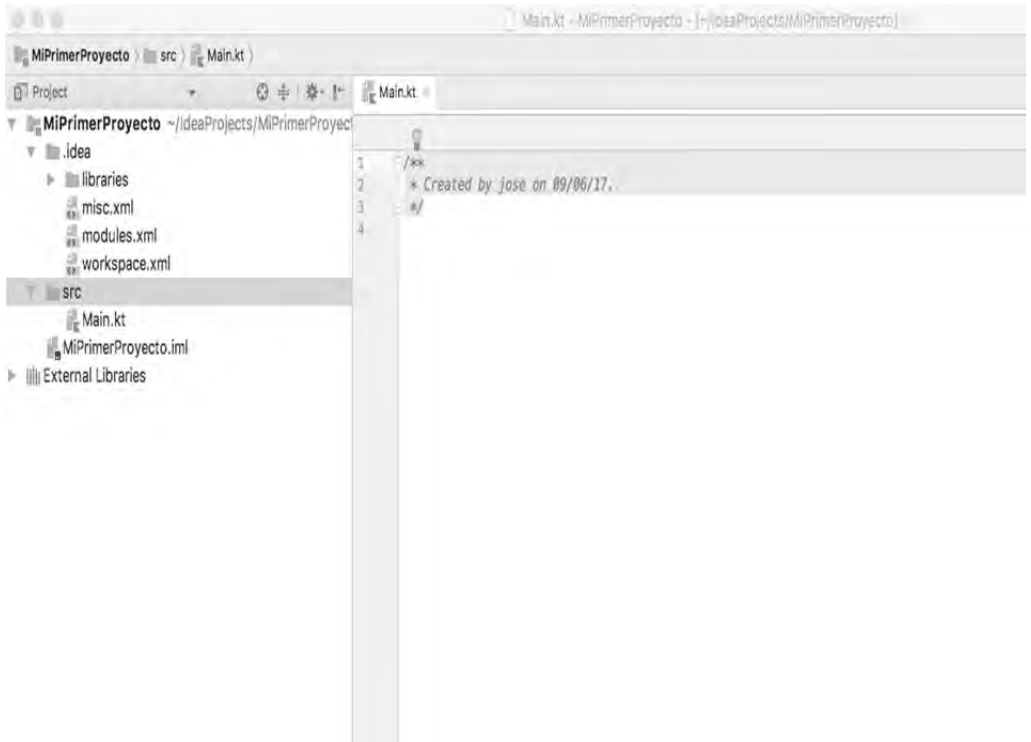 Main.kt - MiPrimerProyecto - [~/IdeaProjects/MiPrimerProyecto]
MiPrimerProyecto src Main.kt
Project
MiPrimerProyecto ~/IdeaProjects/MiPrimerProyect
.idea
libraries
misc.xml
modules.xml
workspace.xml
src
Main.kt
MiPrimerProyecto.iml
External Libraries
Main.kt
1 /**
2 * Created by jose on 09/06/17.
3 */
4